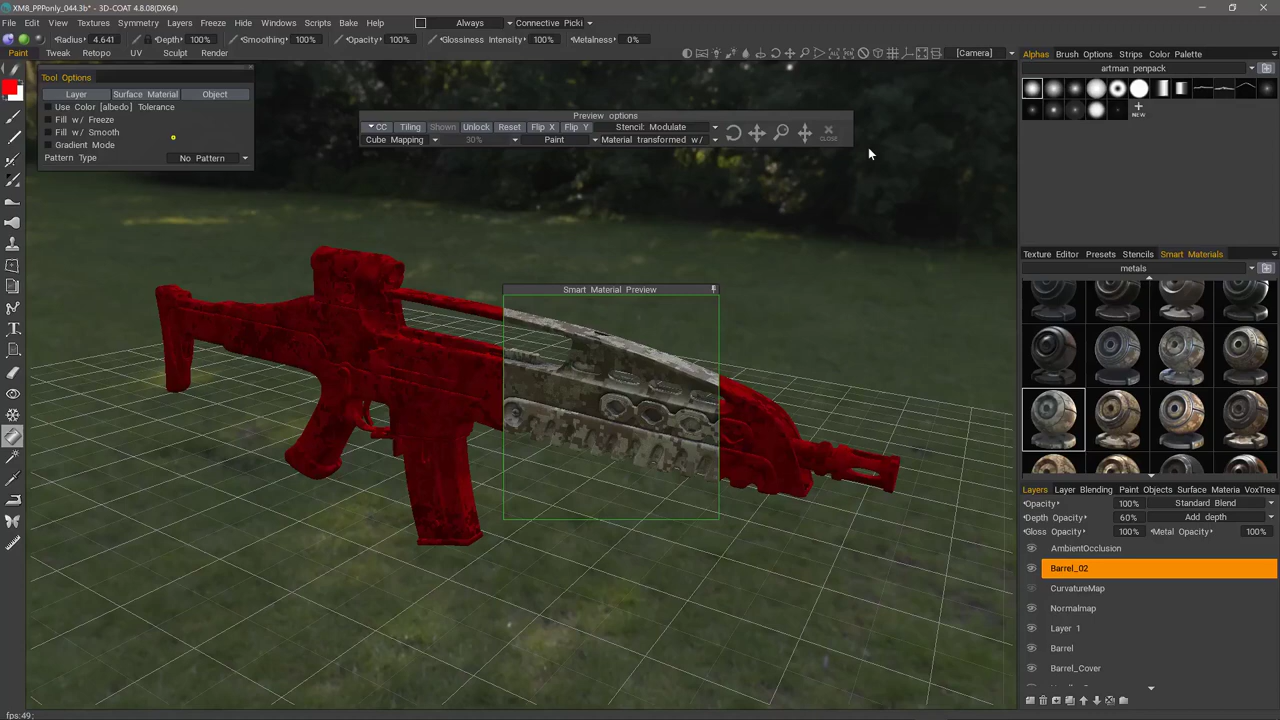 XM8_PPPonly_044.3b* - 3D-COAT 4.8.08(DX64)
File Edit View Textures Symmetry Layers Freeze Hide Windows Scripts Bake Help Always Connective Picki
Radius 4.641 Depth 100% Smoothing 100% Opacity 100% Glossiness Intensity 100% Metalness 0%
Paint Tweak Retopo UV Sculpt Render [Camera]
Alphas Brush Options Strips Color Palette
artman penpack
NEW
Tool Options
Layer Surface Material Object
Use Color [albedo] Tolerance
Fill w/ Freeze
Fill w/ Smooth
Gradient Mode
Pattern Type No Pattern
Preview options
CC Tiling Shown Unlock Reset Flip X Flip Y Stencil: Modulate
Cube Mapping 30% Paint Material transformed w/
CLOSE
Smart Material Preview
Texture Editor Presets Stencils Smart Materials
metals
Layers Layer Blending Paint Objects Surface Materia VoxTree
Opacity 100% Standard Blend
Depth Opacity 60% Add depth
Gloss Opacity 100% Metal Opacity 100%
AmbientOcclusion
Barrel_02
CurvatureMap
Normalmap
Layer 1
Barrel
Barrel_Cover
fps:49;